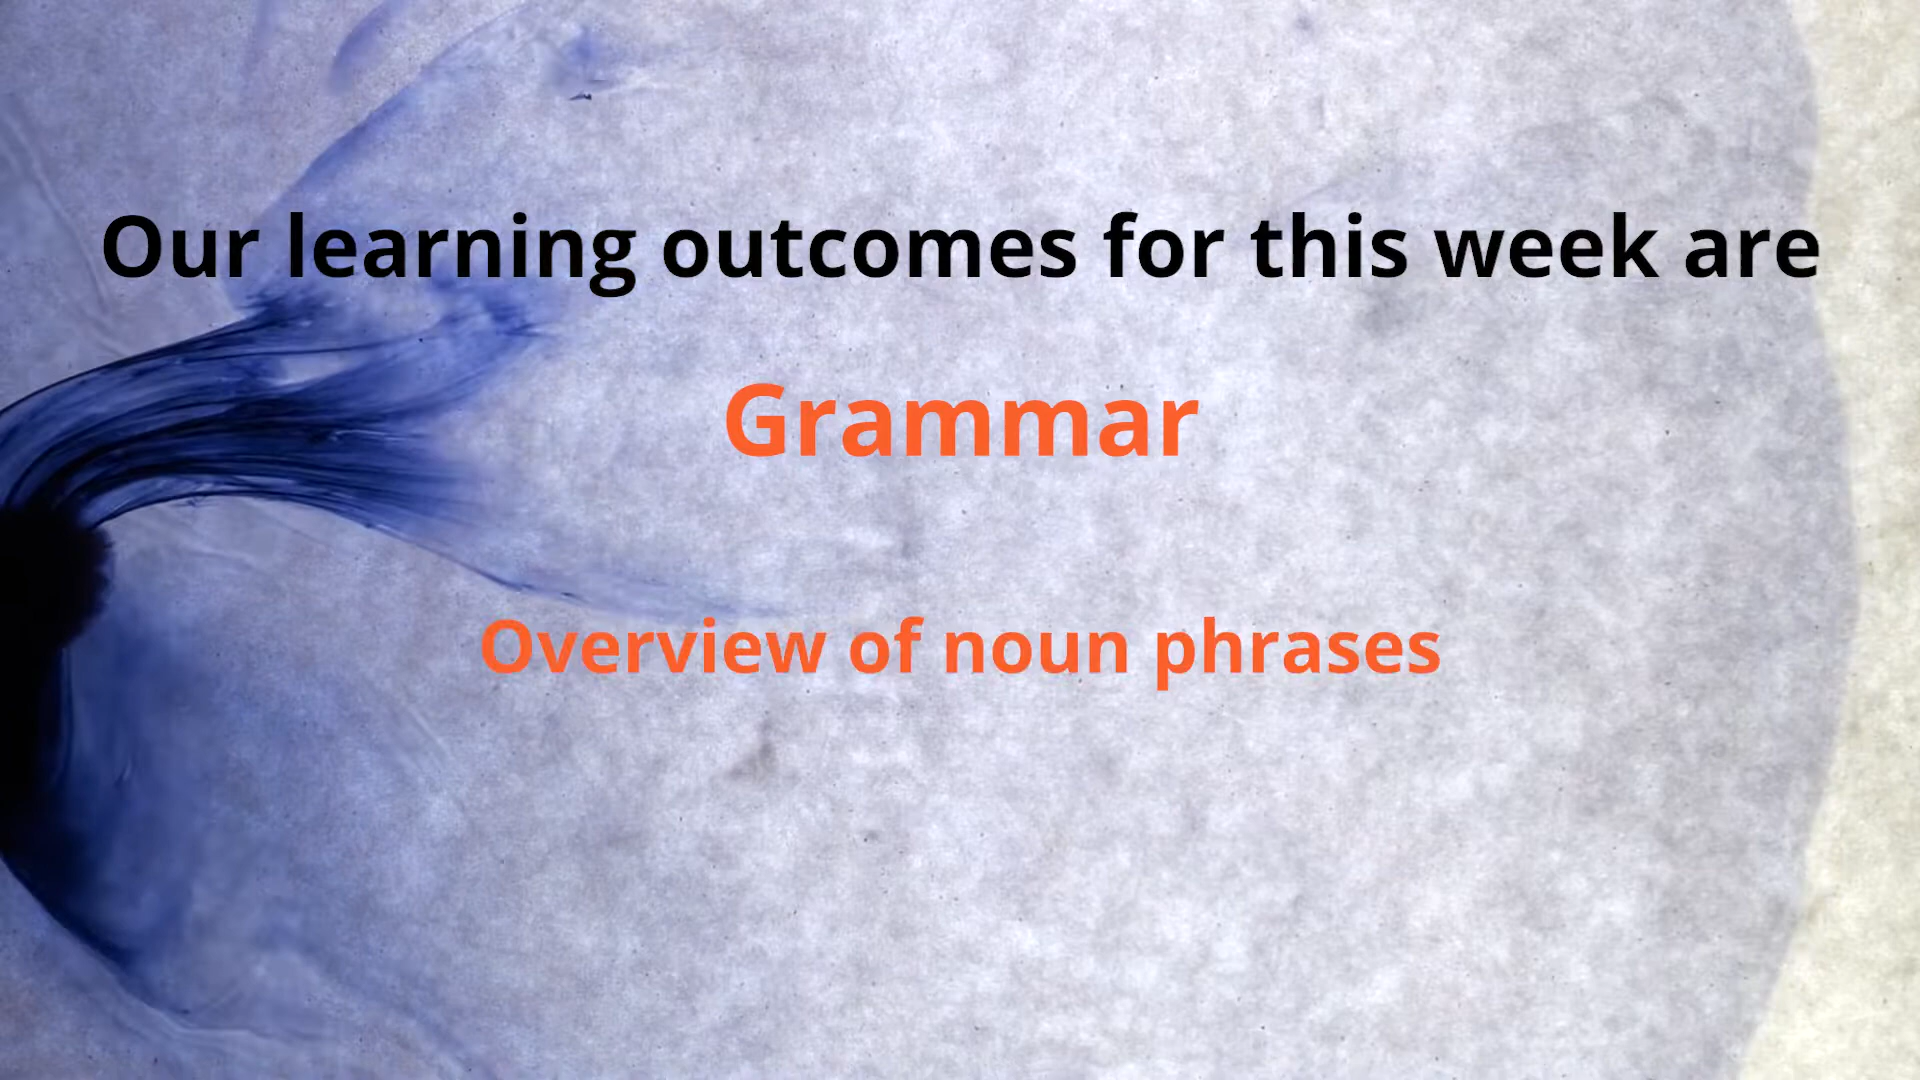 Our learning outcomes for this week are
Grammar
Overview of noun phrases